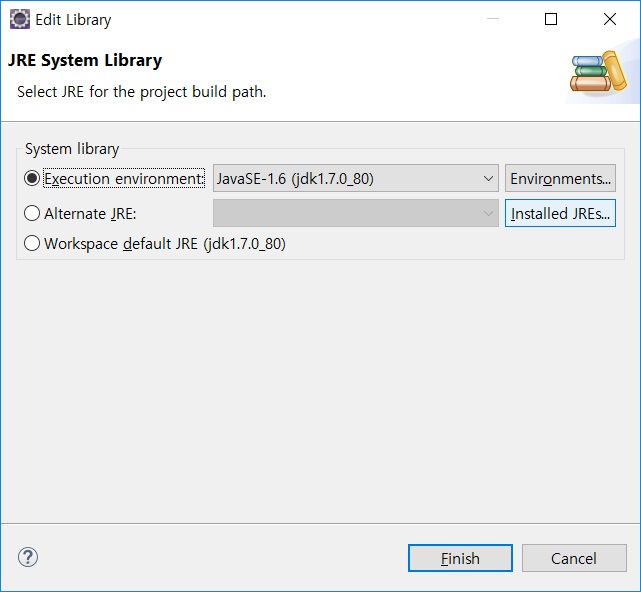 Edit Library
JRE System Library
Select JRE for the project build path.
System library
Execution environment: JavaSE-1.6 (jdk1.7.0_80) Environments...
Alternate JRE: Installed JREs...
Workspace default JRE (jdk1.7.0_80)
? Finish Cancel